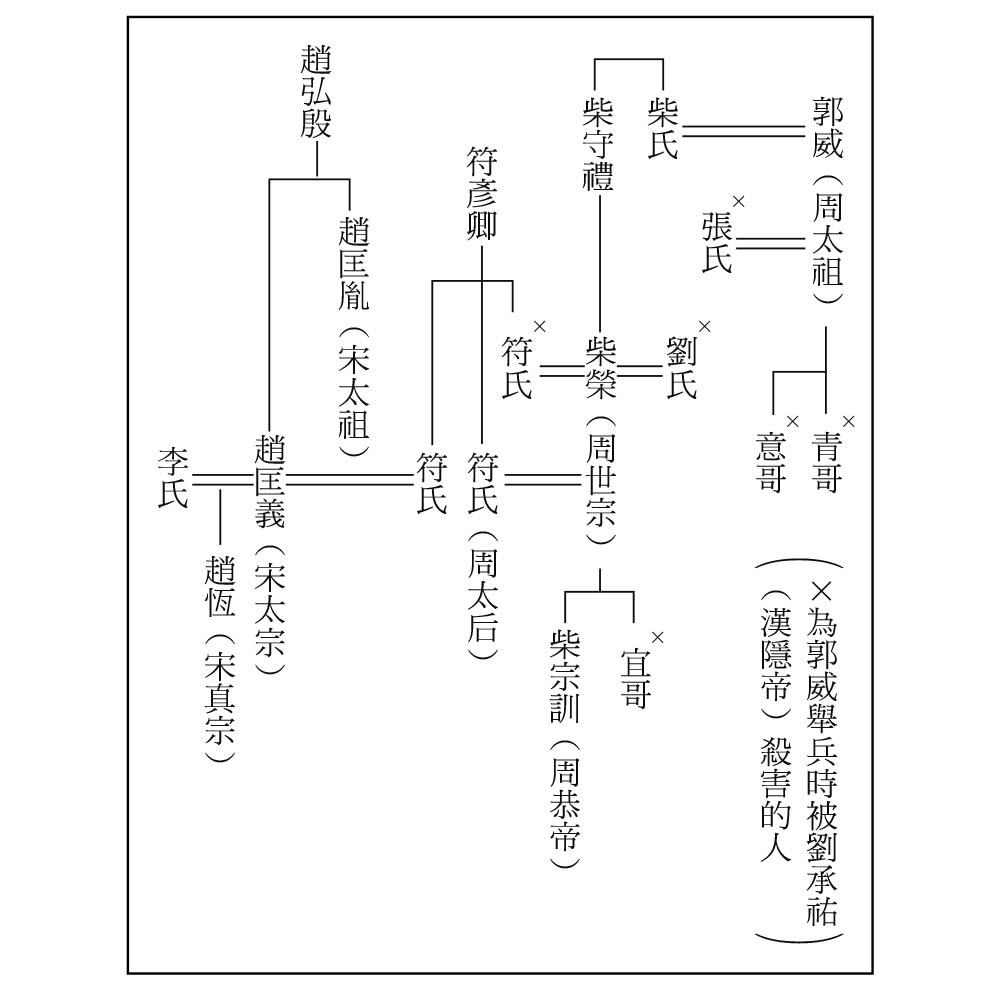 郭威（周太祖）
柴氏
柴守禮
×
張氏
×
青哥
×
意哥
×
劉氏
柴榮（周世宗）
×
符氏
符彥卿
符氏（周太后）
符氏
×
宜哥
柴宗訓（周恭帝）
趙弘殷
趙匡胤（宋太祖）
趙匡義（宋太宗）
李氏
趙恆（宋真宗）
（×為郭威舉兵時被劉承祐
（漢隱帝）殺害的人）